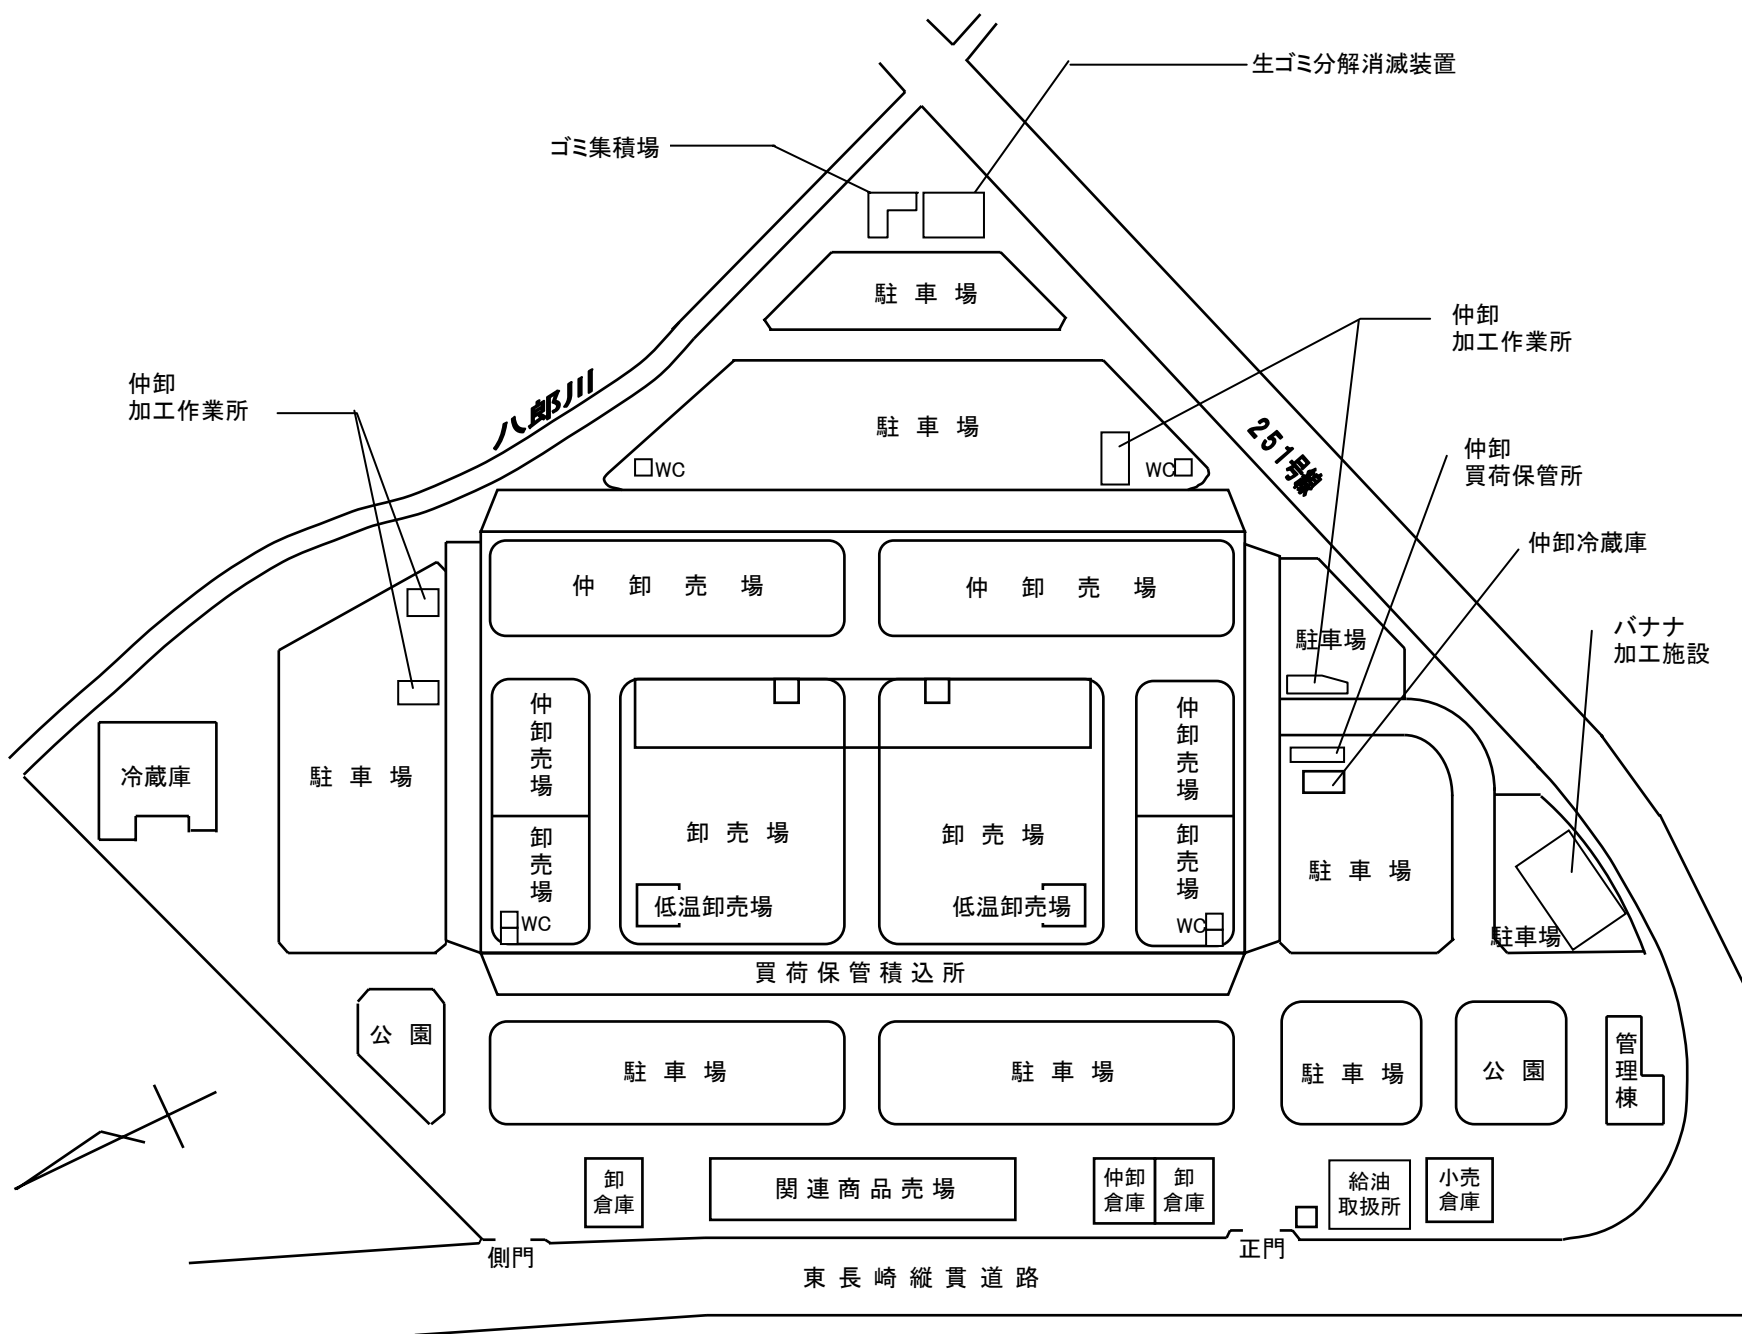 生ゴミ分解消滅装置
ゴミ集積場
駐車場
仲卸
加工作業所
仲卸
加工作業所
八郎川
駐車場
251号線
仲卸
買荷保管所
WC
WC
仲卸冷蔵庫
仲卸売場
仲卸売場
バナナ
加工施設
駐車場
仲卸売場
仲卸売場
冷蔵庫
駐車場
卸売場
卸売場
卸売場
卸売場
駐車場
低温卸売場
低温卸売場
WC
WC
駐車場
買荷保管積込所
公園
駐車場
駐車場
駐車場
公園
管理棟
卸
倉庫
関連商品売場
仲卸
倉庫
卸
倉庫
給油
取扱所
小売
倉庫
側門
正門
東長崎縦貫道路